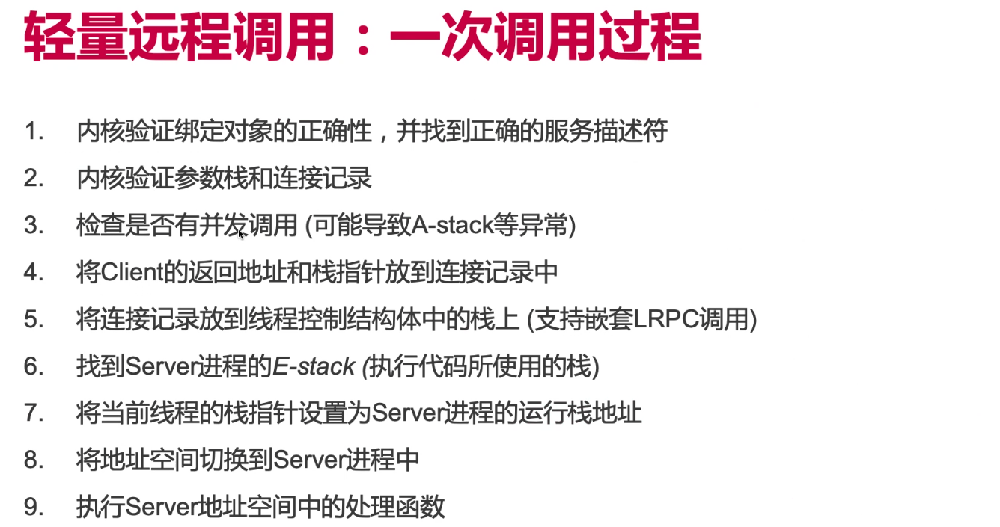 轻量远程调用：一次调用过程
1. 内核验证绑定对象的正确性，并找到正确的服务描述符
2. 内核验证参数栈和连接记录
3. 检查是否有并发调用 (可能导致A-stack等异常)
4. 将Client的返回地址和栈指针放到连接记录中
5. 将连接记录放到线程控制结构体中的栈上 (支持嵌套LRPC调用)
6. 找到Server进程的E-stack (执行代码所使用的栈)
7. 将当前线程的栈指针设置为Server进程的运行栈地址
8. 将地址空间切换到Server进程中
9. 执行Server地址空间中的处理函数